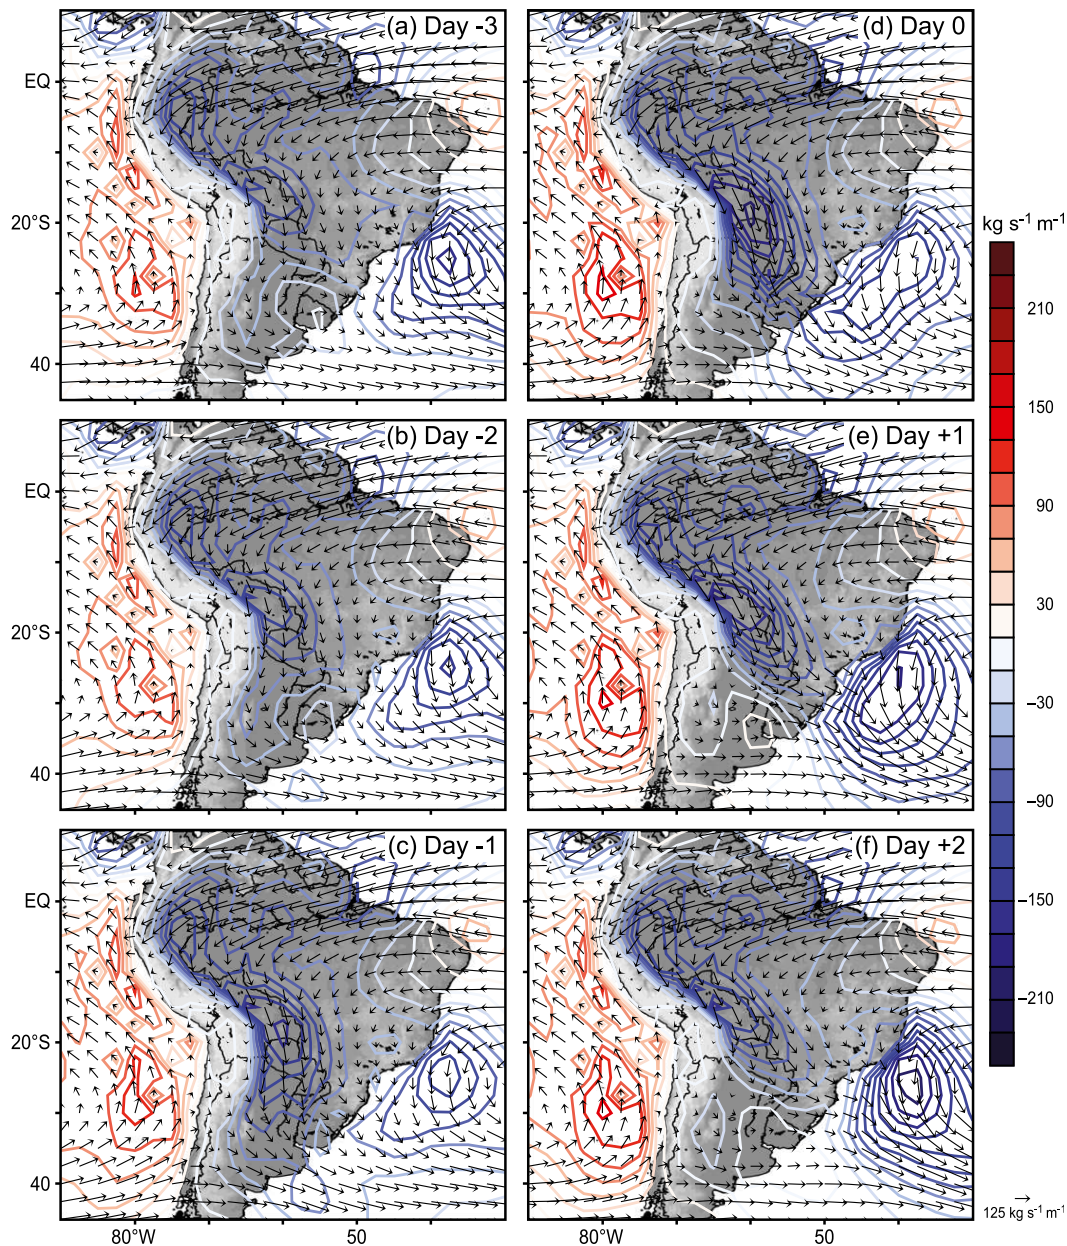 (a) Day -3
(d) Day 0
EQ
20°S
40
(b) Day -2
(e) Day +1
EQ
20°S
40
(c) Day -1
(f) Day +2
EQ
20°S
40
80°W
50
80°W
50
kg s⁻¹ m⁻¹
210
150
90
30
−30
−90
−150
−210
125 kg s⁻¹ m⁻¹